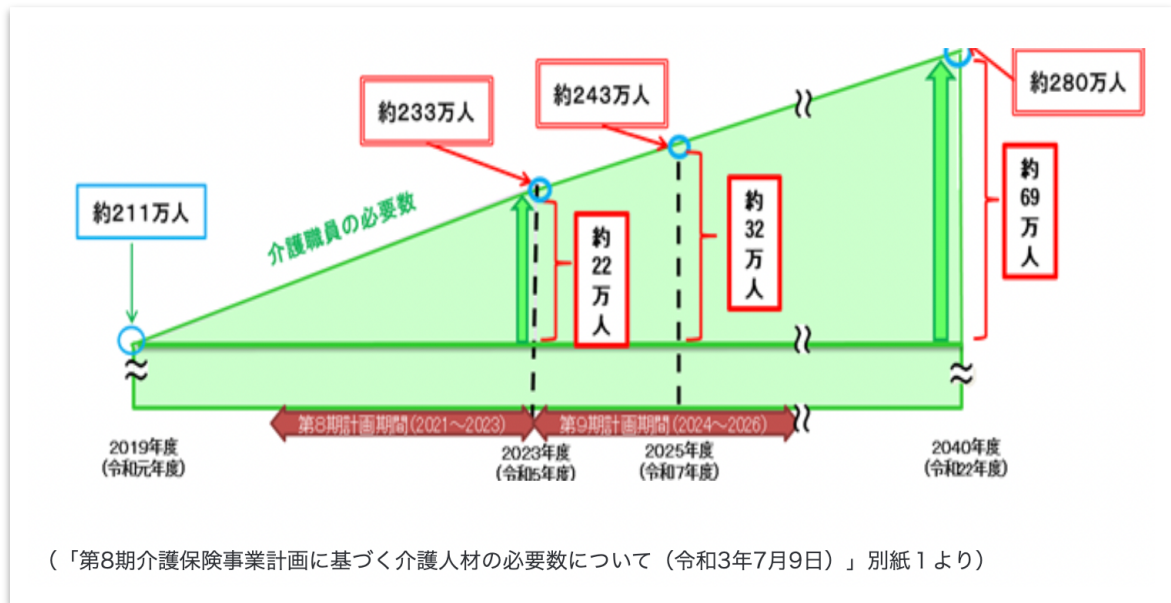 約280万人
約243万人
約233万人
約211万人
介護職員の必要数
約22万人
約32万人
約69万人
第8期計画期間(2021~2023)
第9期計画期間(2024~2026)
2019年度
(令和元年度)
2023年度
(令和5年度)
2025年度
(令和7年度)
2040年度
(令和22年度)
(「第8期介護保険事業計画に基づく介護人材の必要数について(令和3年7月9日)」別紙1より)